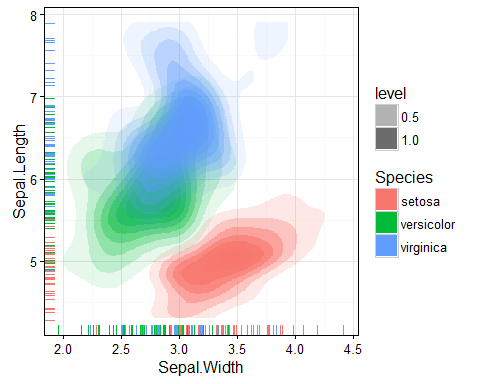 8
7
6
5
Sepal.Length
2.0 2.5 3.0 3.5 4.0 4.5
Sepal.Width
level
0.5
1.0
Species
setosa
versicolor
virginica